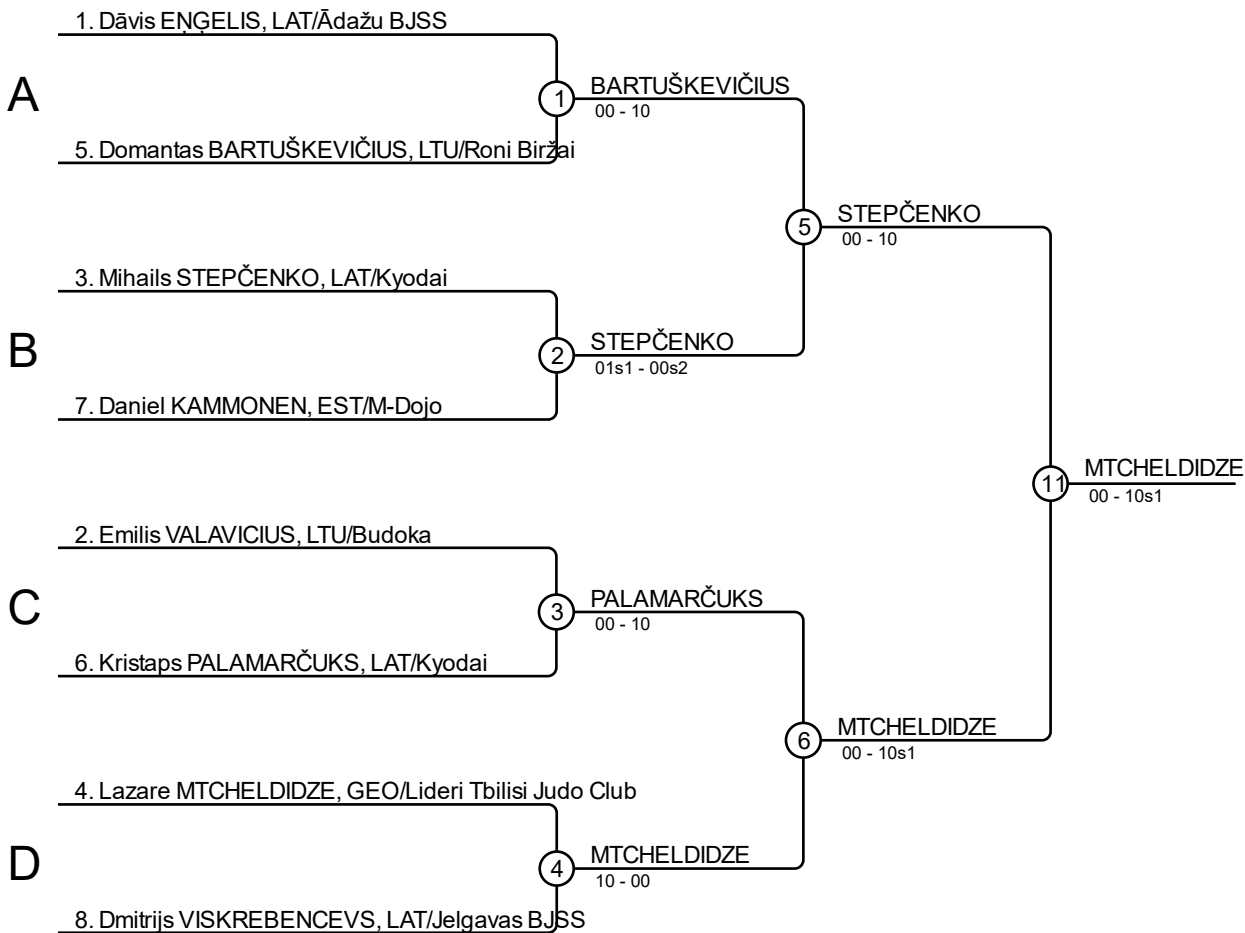 1. Dāvis EŅĢELIS, LAT/Ādažu BJSS
A
1
BARTUŠKEVIČIUS
00 - 10
5. Domantas BARTUŠKEVIČIUS, LTU/Roni Biržai
5
STEPČENKO
00 - 10
3. Mihails STEPČENKO, LAT/Kyodai
B
2
STEPČENKO
01s1 - 00s2
7. Daniel KAMMONEN, EST/M-Dojo
11
MTCHELDIDZE
00 - 10s1
2. Emilis VALAVICIUS, LTU/Budoka
C
3
PALAMARČUKS
00 - 10
6. Kristaps PALAMARČUKS, LAT/Kyodai
6
MTCHELDIDZE
00 - 10s1
4. Lazare MTCHELDIDZE, GEO/Lideri Tbilisi Judo Club
D
4
MTCHELDIDZE
10 - 00
8. Dmitrijs VISKREBENCEVS, LAT/Jelgavas BJSS